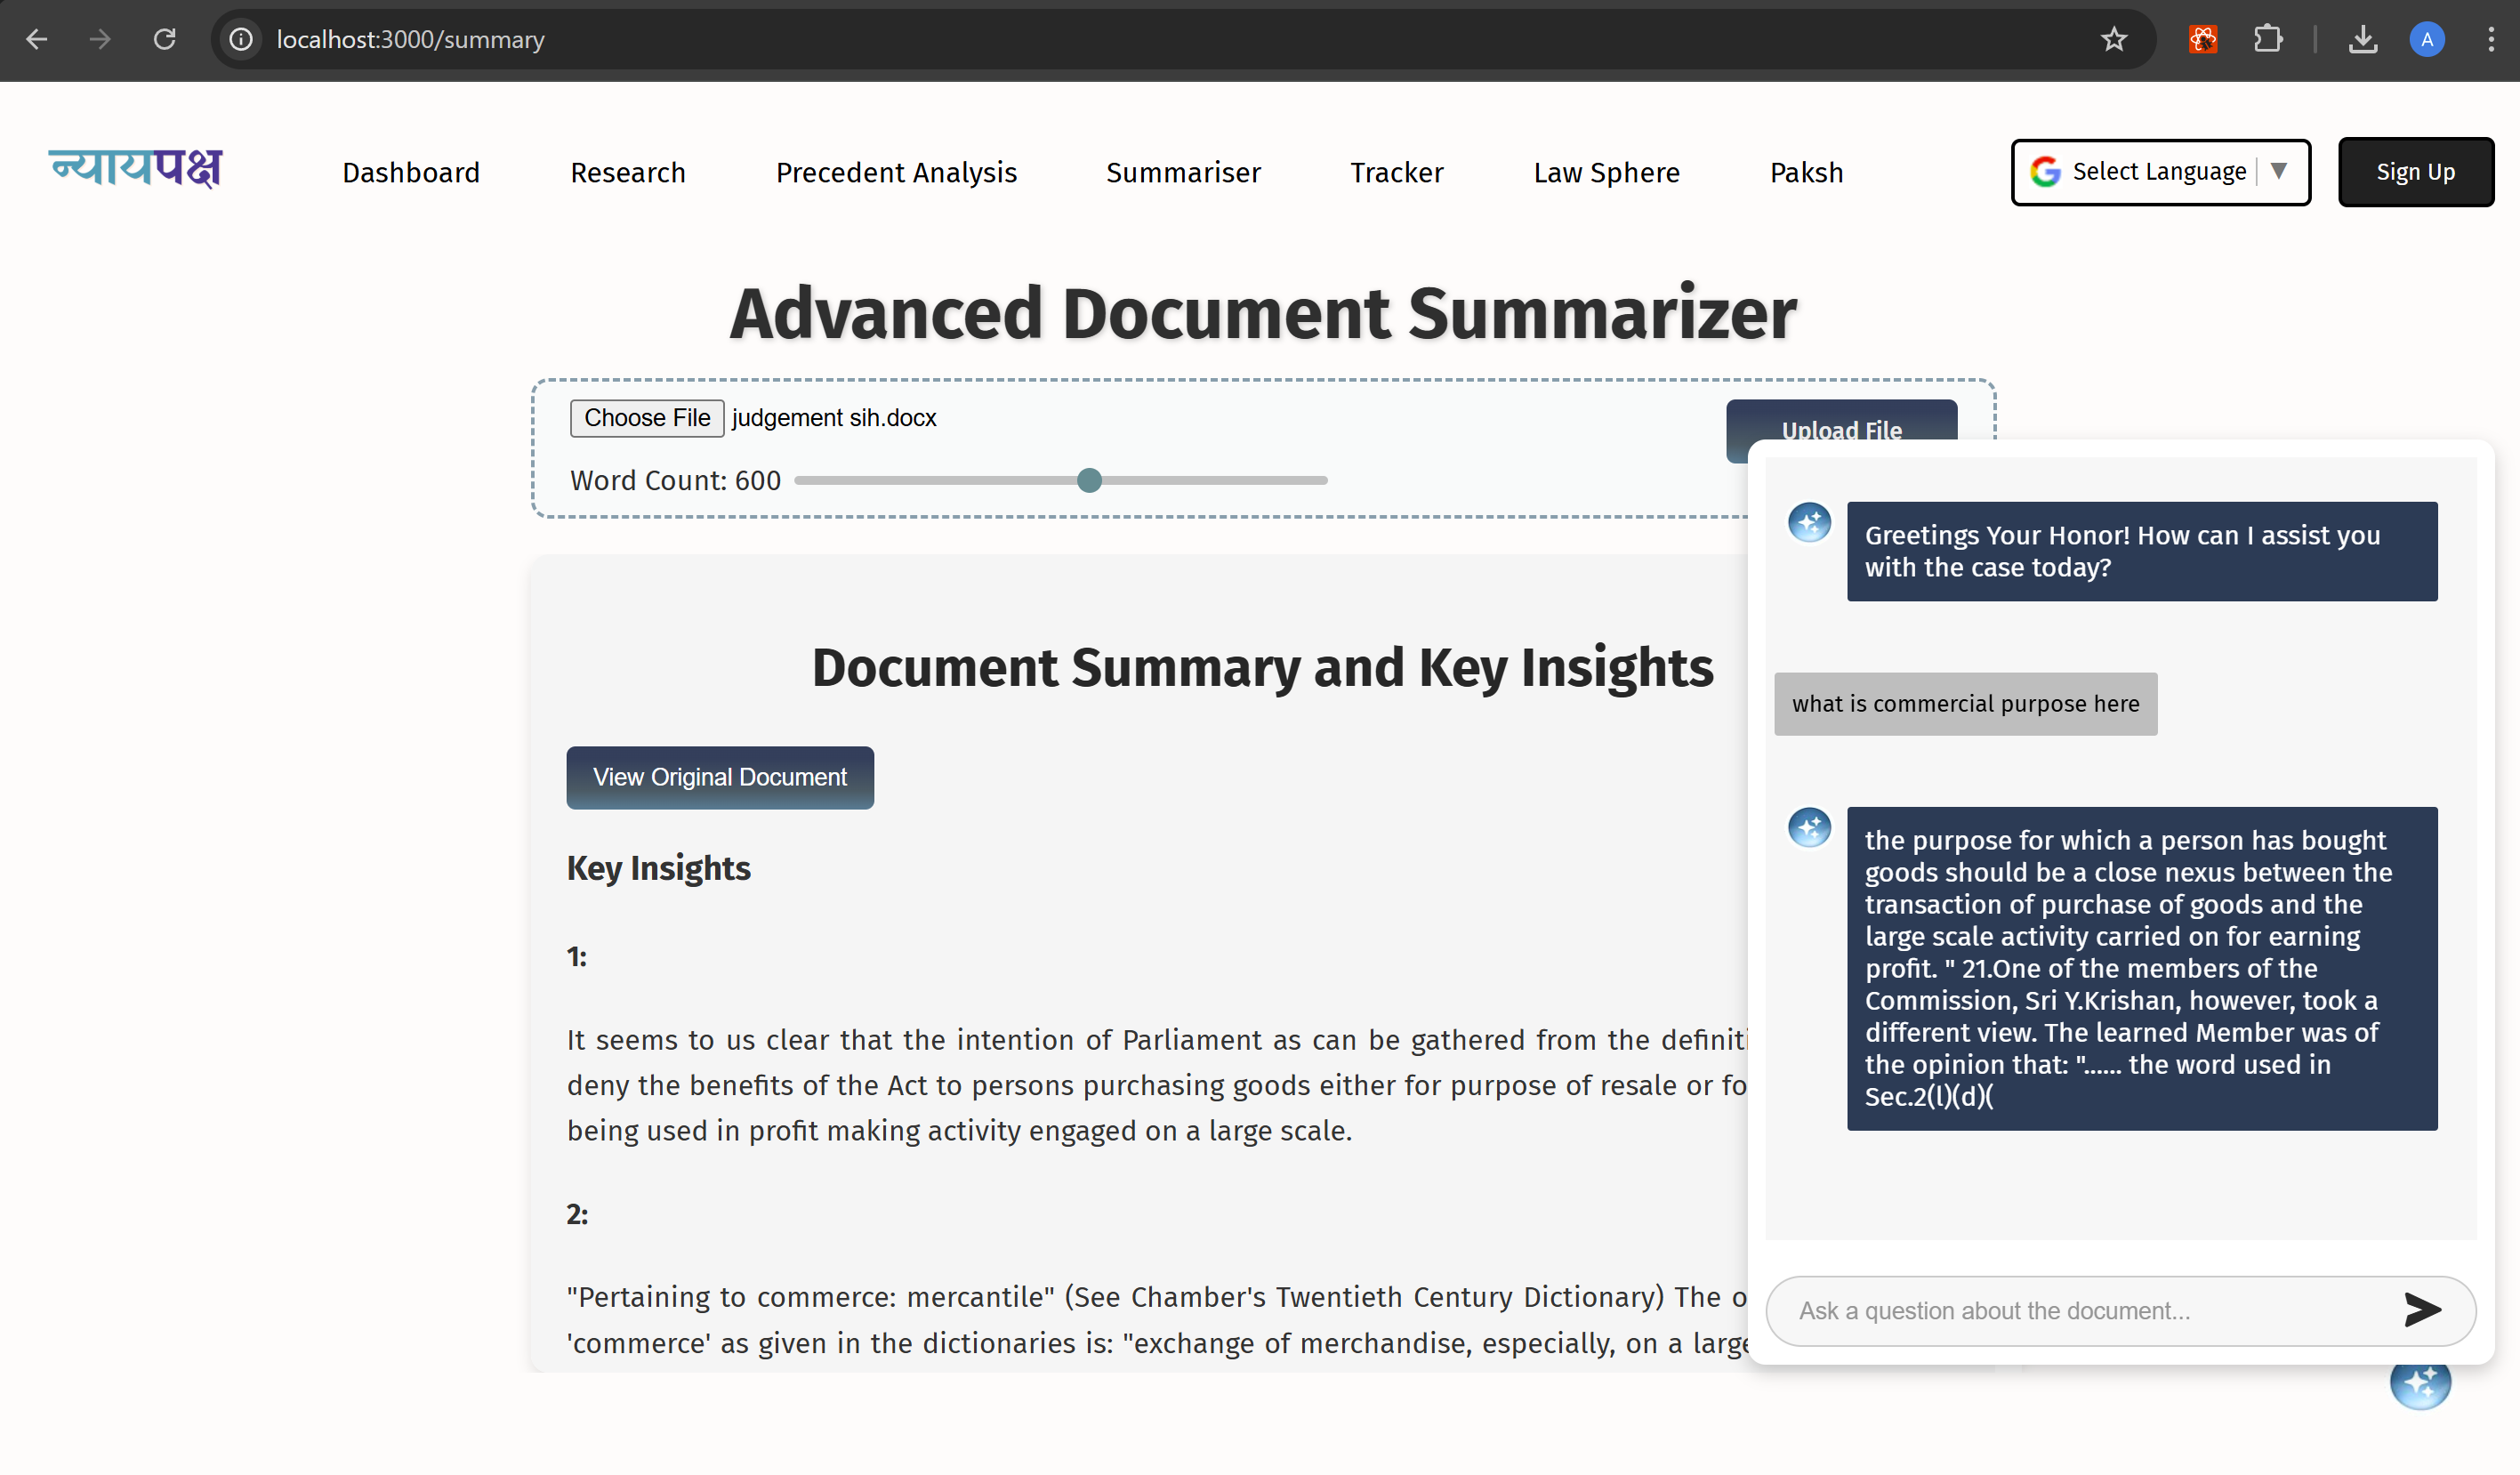 localhost:3000/summary
A
न्यायपक्ष
Dashboard
Research
Precedent Analysis
Summariser
Tracker
Law Sphere
Paksh
Select Language
Sign Up
Advanced Document Summarizer
Choose File judgement sih.docx
Upload File
Word Count: 600
Document Summary and Key Insights
View Original Document
Key Insights
1:
It seems to us clear that the intention of Parliament as can be gathered from the definiti
deny the benefits of the Act to persons purchasing goods either for purpose of resale or fo
being used in profit making activity engaged on a large scale.
2:
"Pertaining to commerce: mercantile" (See Chamber's Twentieth Century Dictionary) The o
'commerce' as given in the dictionaries is: "exchange of merchandise, especially, on a large
Greetings Your Honor! How can I assist you
with the case today?
what is commercial purpose here
the purpose for which a person has bought
goods should be a close nexus between the
transaction of purchase of goods and the
large scale activity carried on for earning
profit. " 21.One of the members of the
Commission, Sri Y.Krishan, however, took a
different view. The learned Member was of
the opinion that: "...... the word used in
Sec.2(l)(d)(
Ask a question about the document...